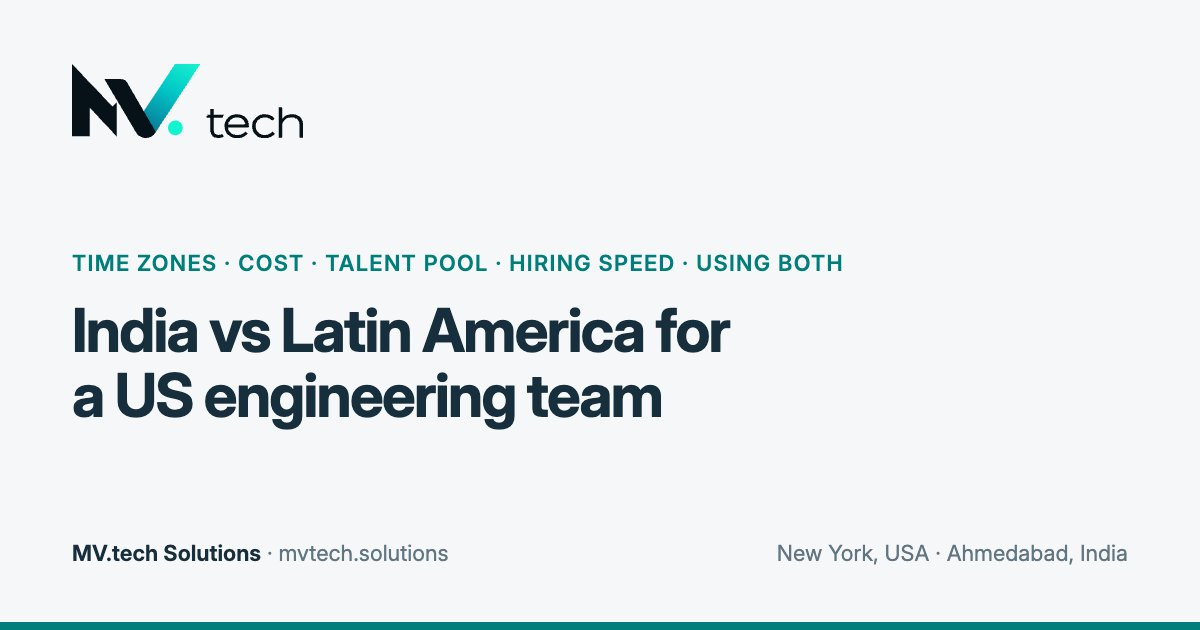 MV. tech
TIME ZONES · COST · TALENT POOL · HIRING SPEED · USING BOTH
India vs Latin America for
a US engineering team
MV.tech Solutions · mvtech.solutions
New York, USA · Ahmedabad, India